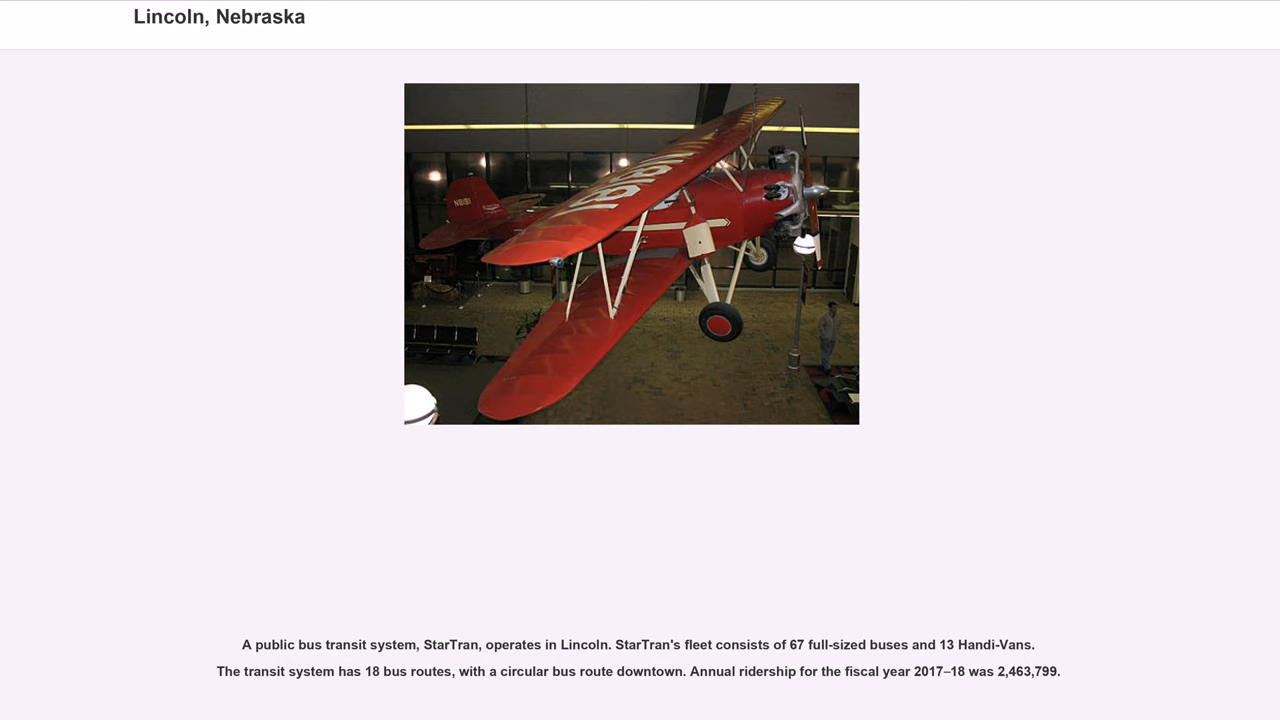 Lincoln, Nebraska
N8181
A public bus transit system, StarTran, operates in Lincoln. StarTran's fleet consists of 67 full-sized buses and 13 Handi-Vans.
The transit system has 18 bus routes, with a circular bus route downtown. Annual ridership for the fiscal year 2017–18 was 2,463,799.